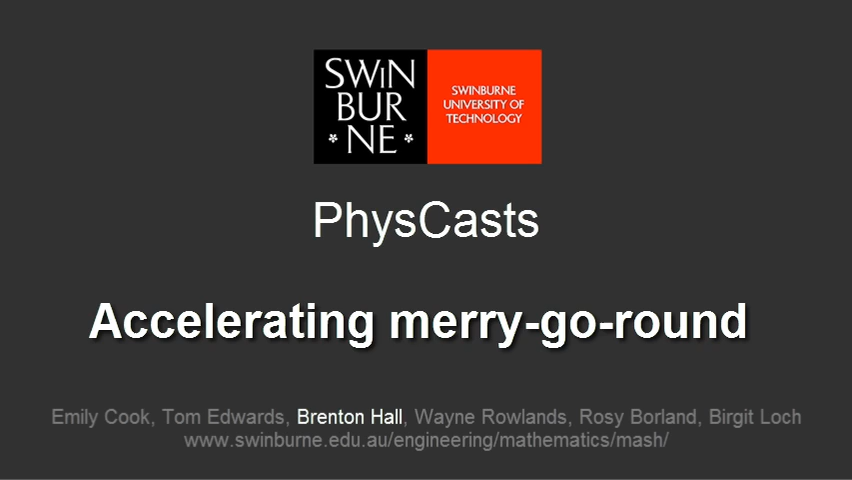 SWIN
BUR
NE
SWINBURNE
UNIVERSITY OF
TECHNOLOGY
PhysCasts
Accelerating merry-go-round
Emily Cook, Tom Edwards, Brenton Hall, Wayne Rowlands, Rosy Borland, Birgit Loch
www.swinburne.edu.au/engineering/mathematics/mash/